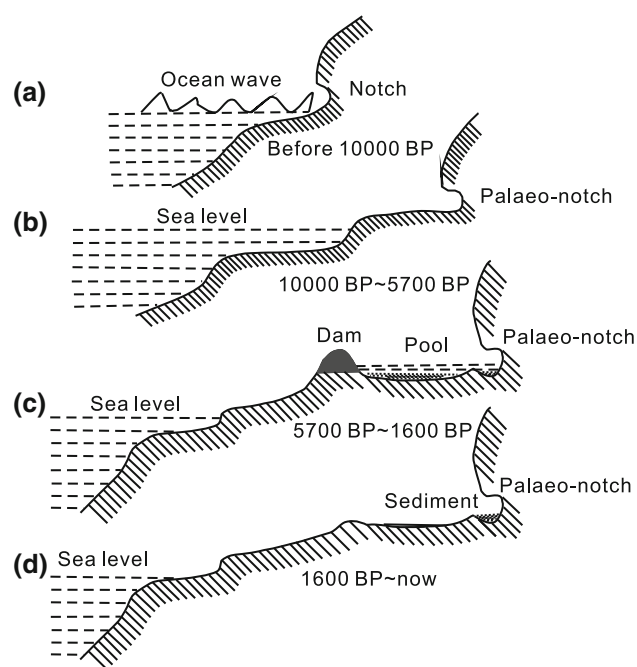 (a)
Ocean wave
Notch
Before 10000 BP
(b)
Sea level
Palaeo-notch
10000 BP~5700 BP
Dam
Pool
Palaeo-notch
(c)
Sea level
5700 BP~1600 BP
Sediment
Palaeo-notch
(d)
Sea level
1600 BP~now